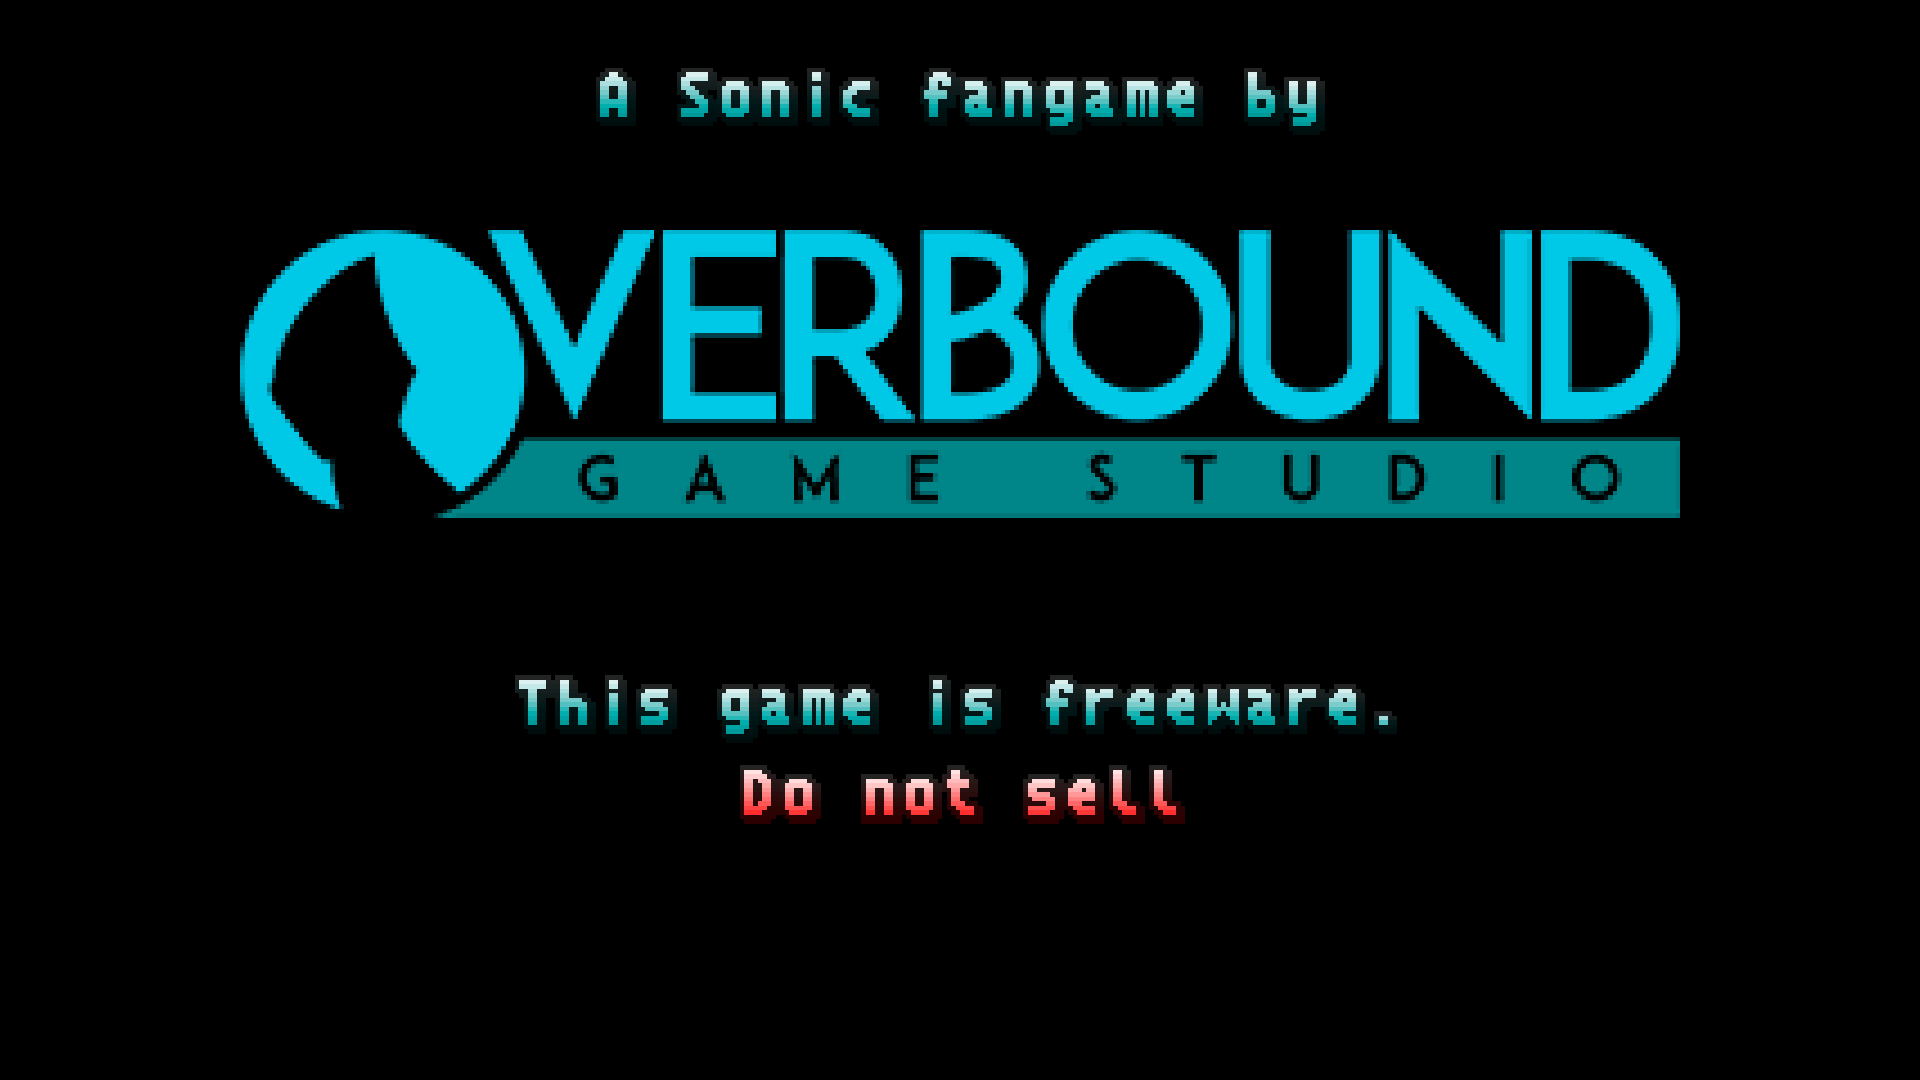 A Sonic fangame by
OVERBOUND
GAME STUDIO
This game is freeware.
Do not sell